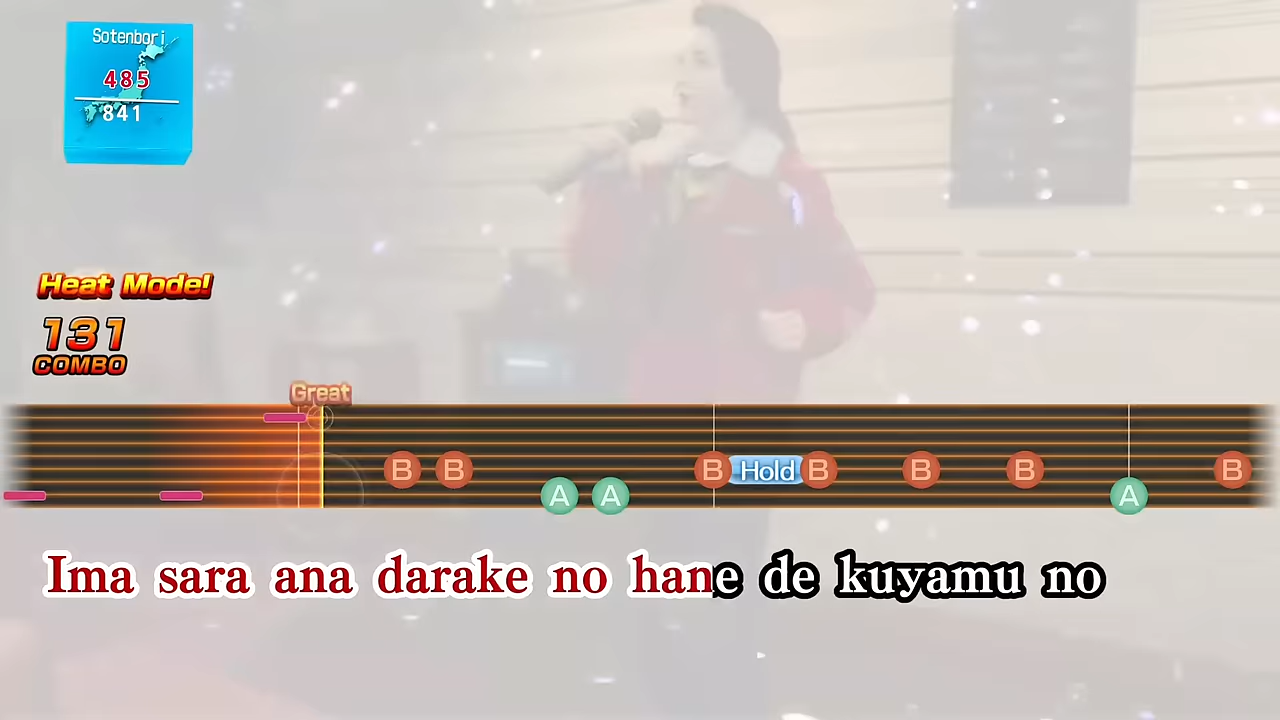 Sotenbori
485
841
Heat Mode!
131
COMBO
Great
B B B Hold B B B B
A A A
Ima sara ana darake no hane de kuyamu no